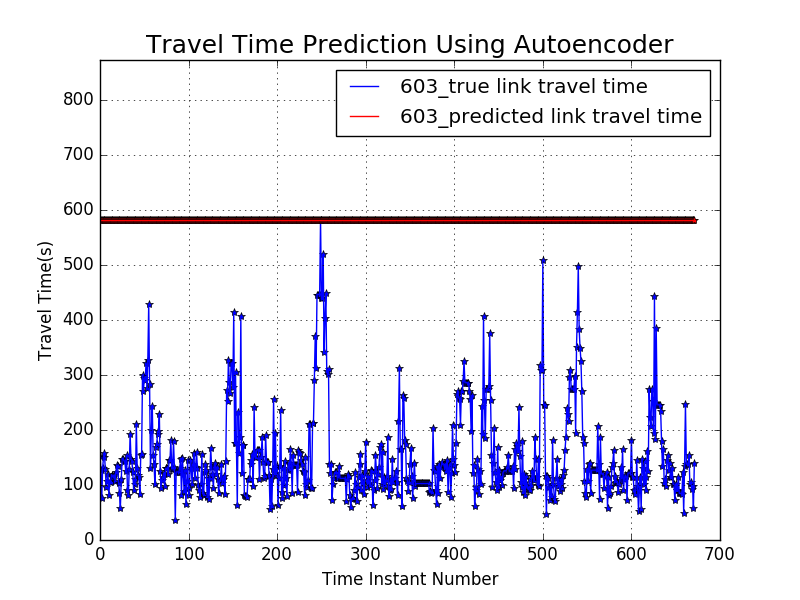 Travel Time Prediction Using Autoencoder
603_true link travel time
603_predicted link travel time
800
700
600
500
400
300
200
100
0
Travel Time(s)
0 100 200 300 400 500 600 700
Time Instant Number